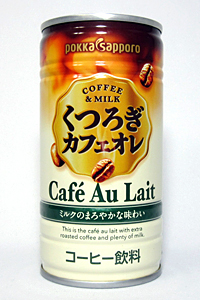 pokka sapporo
COFFEE
& MILK
くつろぎ
カフェオレ
Café Au Lait
ミルクのまろやかな味わい
This is the café au lait with extra
roasted coffee and plenty of milk.
コーヒー飲料